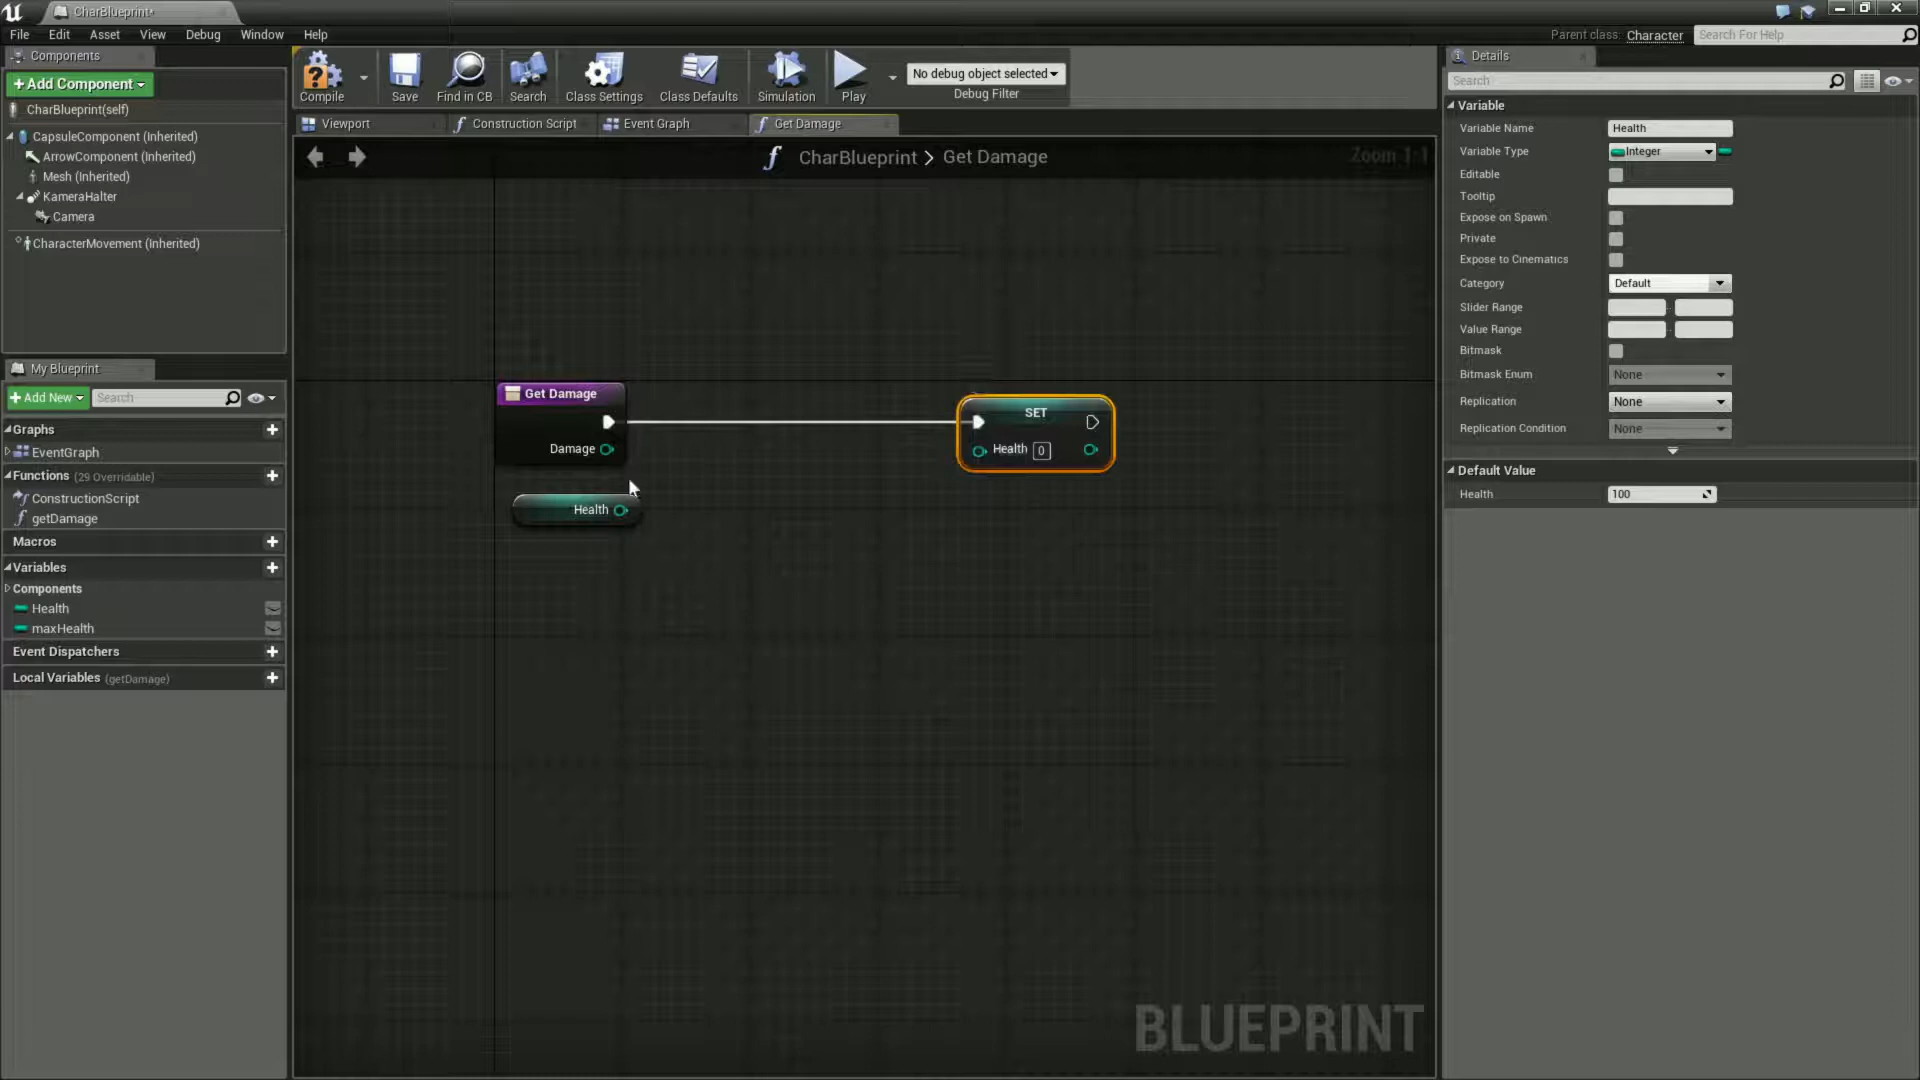 CharBlueprint*
File Edit Asset View Debug Window Help
Parent class: Character
Search For Help
Components
+Add Component
CharBlueprint(self)
CapsuleComponent (Inherited)
ArrowComponent (Inherited)
Mesh (Inherited)
KameraHalter
Camera
CharacterMovement (Inherited)
My Blueprint
+Add New
Search
Graphs
EventGraph
Functions (29 Overridable)
ConstructionScript
getDamage
Macros
Variables
Components
Health
maxHealth
Event Dispatchers
Local Variables (getDamage)
Compile
Save
Find in CB
Search
Class Settings
Class Defaults
Simulation
Play
No debug object selected
Debug Filter
Viewport
Construction Script
Event Graph
Get Damage
CharBlueprint > Get Damage
Zoom 1:1
Get Damage
Damage
Health
SET
Health 0
BLUEPRINT
Details
Search
Variable
Variable Name Health
Variable Type Integer
Editable
Tooltip
Expose on Spawn
Private
Expose to Cinematics
Category Default
Slider Range
Value Range
Bitmask
Bitmask Enum None
Replication None
Replication Condition None
Default Value
Health 100